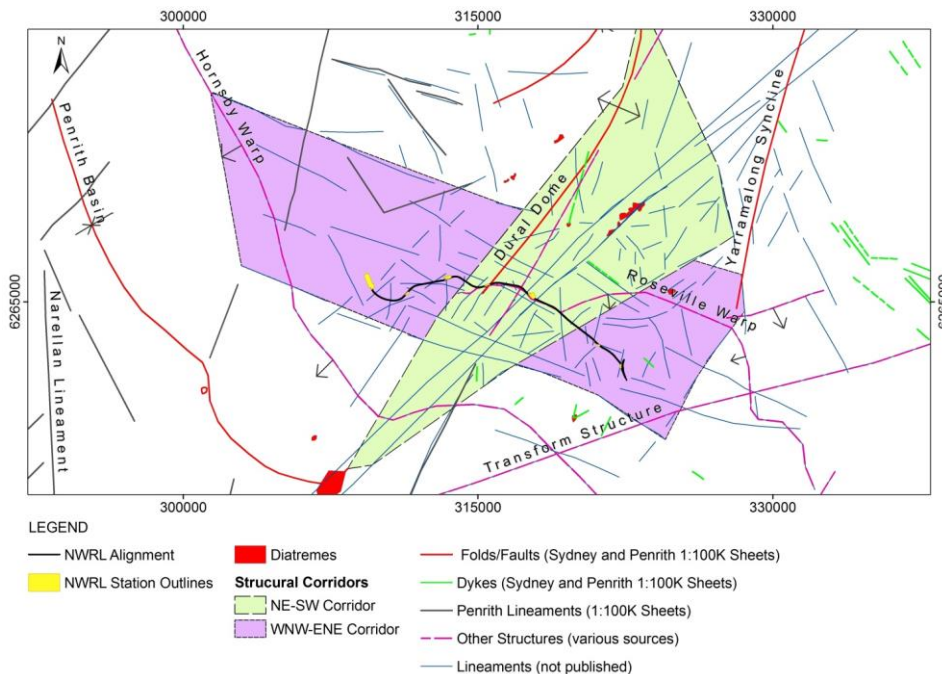 300000 315000 330000
N
Hornsby Warp
Penrith Basin
Yarramalong Syncline
Dural Dome
Roseville Warp
6265000 6265000
Narellan Lineament
Transform Structure
300000 315000 330000
LEGEND
NWRL Alignment
NWRL Station Outlines
Diatremes
Strucural Corridors
NE-SW Corridor
WNW-ENE Corridor
Folds/Faults (Sydney and Penrith 1:100K Sheets)
Dykes (Sydney and Penrith 1:100K Sheets)
Penrith Lineaments (1:100K Sheets)
Other Structures (various sources)
Lineaments (not published)